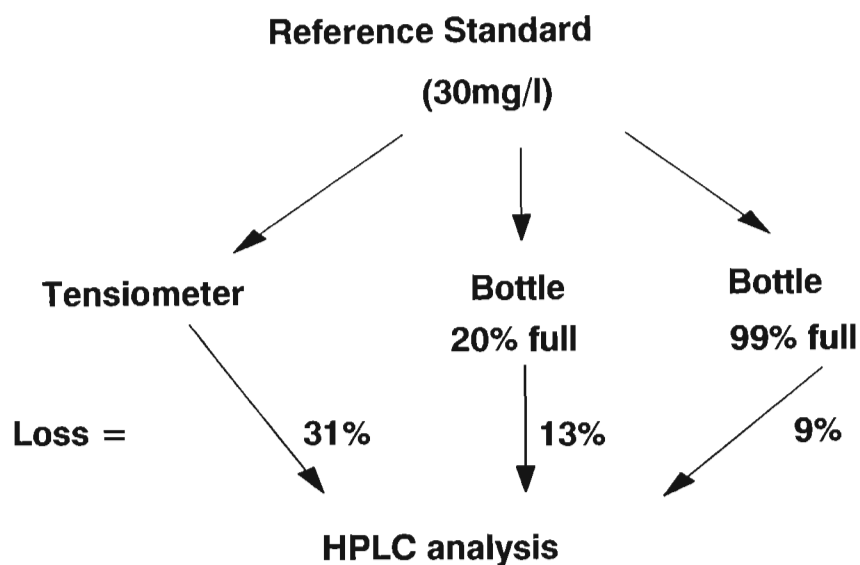 Reference Standard
(30mg/l)
Tensiometer
Bottle
20% full
Bottle
99% full
Loss =
31%
13%
9%
HPLC analysis